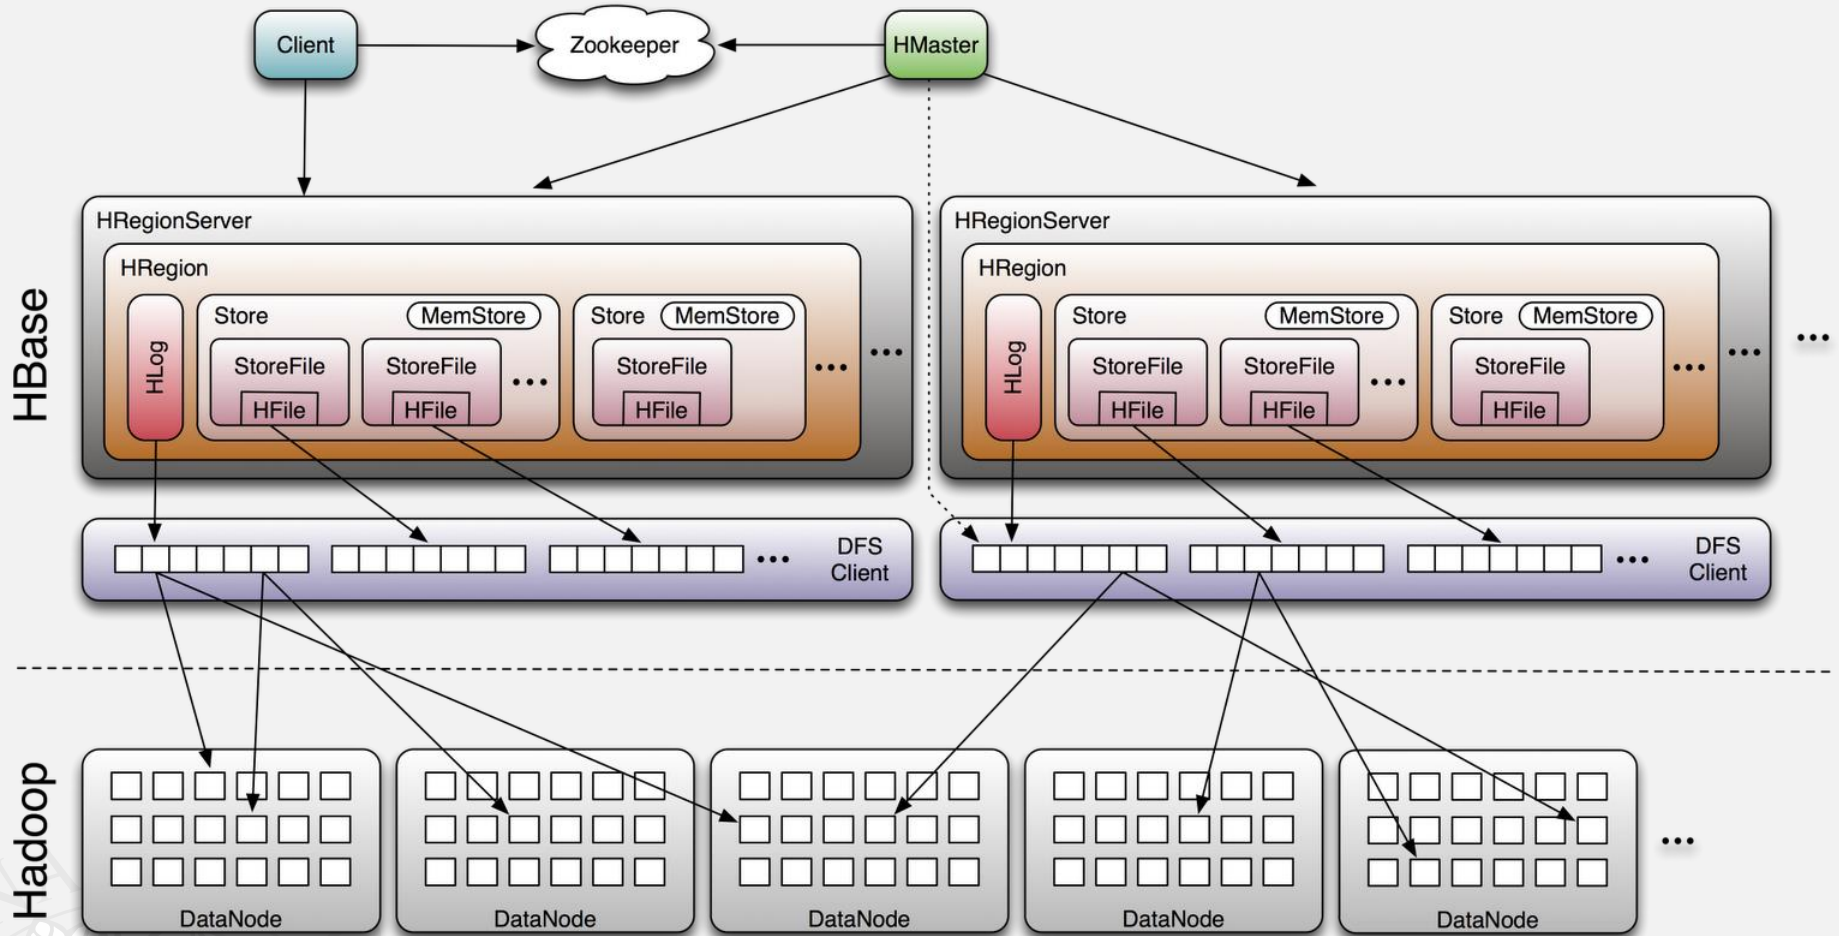 Client
Zookeeper
HMaster
HBase
HRegionServer
HRegion
HLog
Store
MemStore
StoreFile
HFile
StoreFile
HFile
...
Store
MemStore
StoreFile
HFile
...
...
HRegionServer
HRegion
HLog
Store
MemStore
StoreFile
HFile
StoreFile
HFile
...
Store
MemStore
StoreFile
HFile
...
...
...
...
DFS
Client
...
DFS
Client
Hadoop
DataNode
DataNode
DataNode
DataNode
DataNode
...